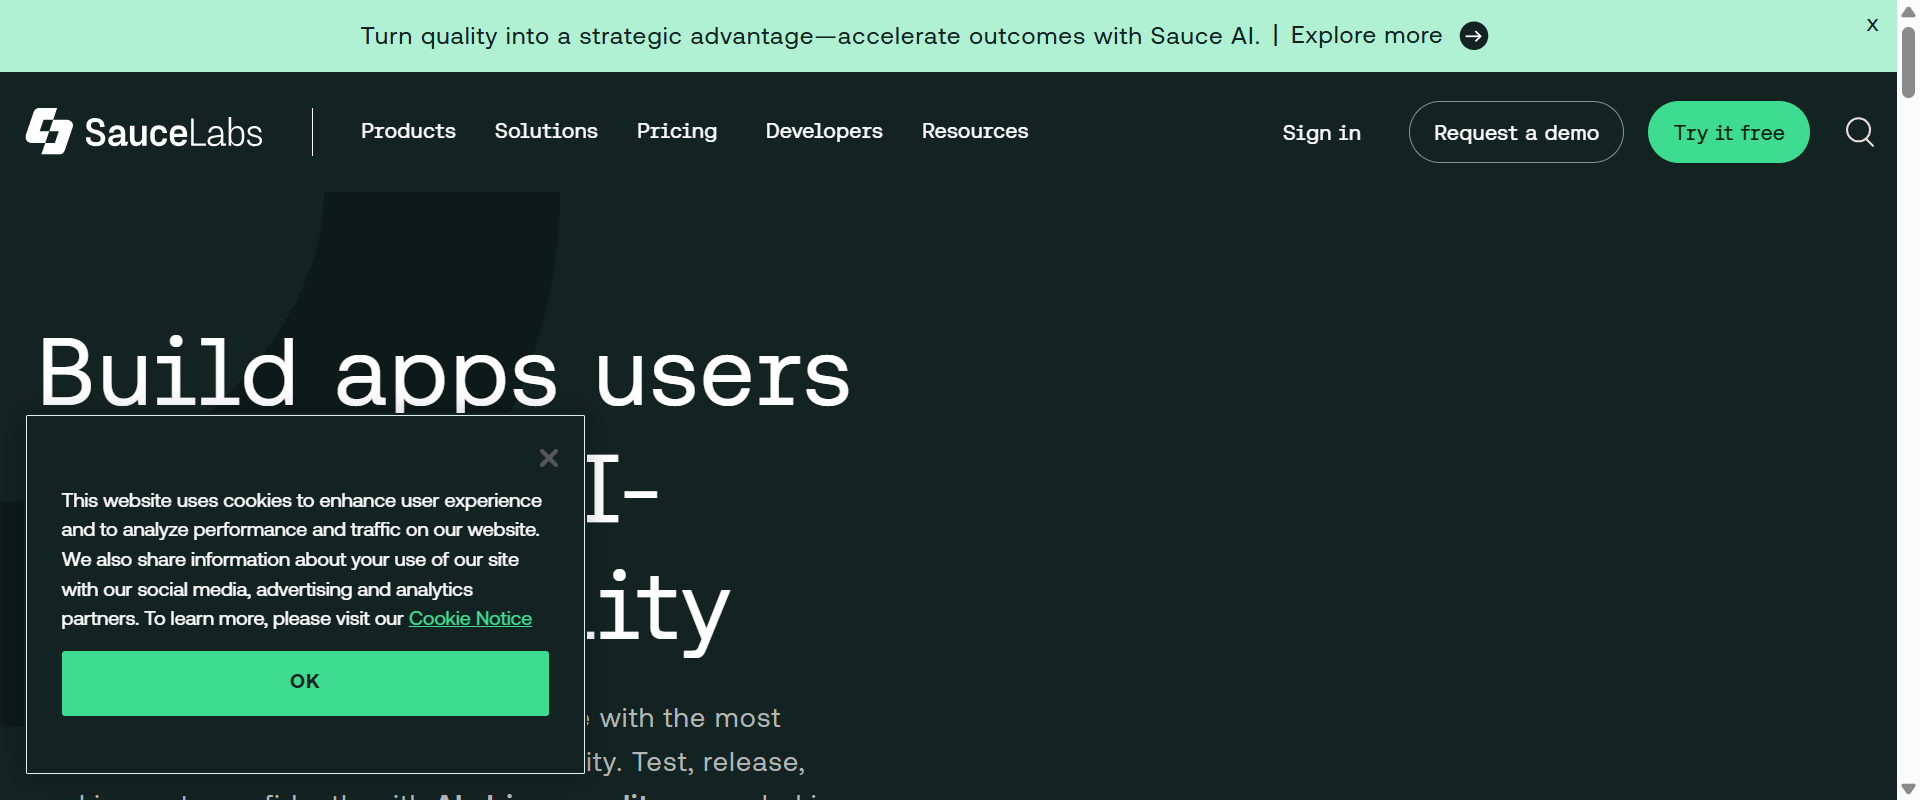 Turn quality into a strategic advantage—accelerate outcomes with Sauce AI. | Explore more
x
SauceLabs
Products Solutions Pricing Developers Resources Sign in Request a demo Try it free
Build apps users
I-
ity
This website uses cookies to enhance user experience
and to analyze performance and traffic on our website.
We also share information about your use of our site
with our social media, advertising and analytics
partners. To learn more, please visit our Cookie Notice
OK
with the most
ity. Test, release,